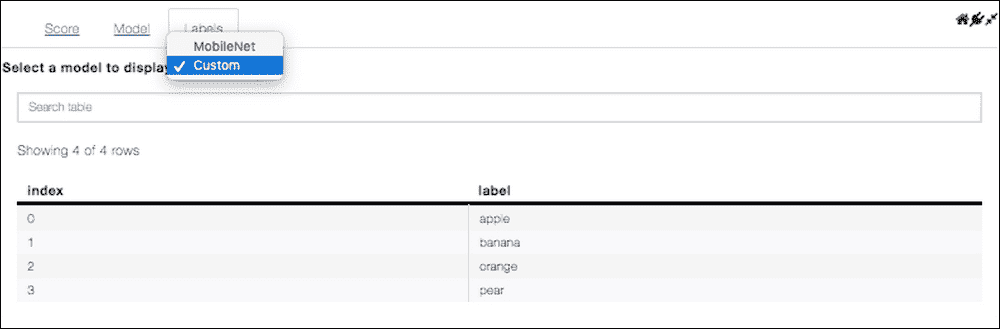 Score Model Labels
MobileNet
✓ Custom
Select a model to display
Search table
Showing 4 of 4 rows
index label
0 apple
1 banana
2 orange
3 pear